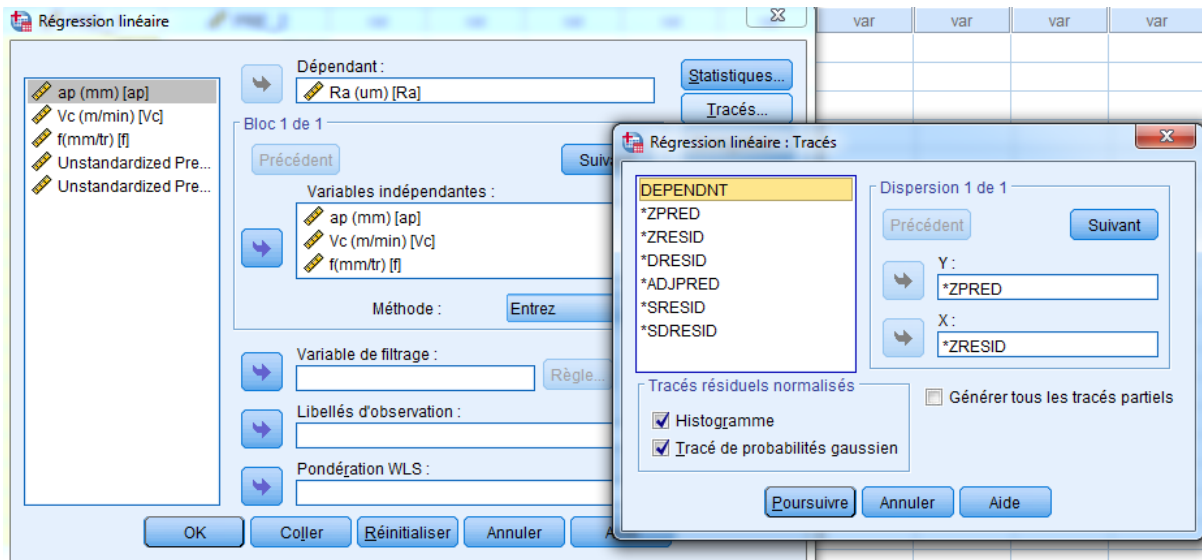 Régression linéaire
var var var var
ap (mm) [ap]
Vc (m/min) [Vc]
f(mm/tr) [f]
Unstandardized Pre...
Unstandardized Pre...
Dépendant :
Ra (um) [Ra]
Statistiques...
Tracés...
Bloc 1 de 1
Précédent
Variables indépendantes :
ap (mm) [ap]
Vc (m/min) [Vc]
f(mm/tr) [f]
Méthode : Entrez
Variable de filtrage :
Règle...
Libellés d'observation :
Pondération WLS :
OK Coller Réinitialiser Annuler
Régression linéaire : Tracés
DEPENDNT
*ZPRED
*ZRESID
*DRESID
*ADJPRED
*SRESID
*SDRESID
Dispersion 1 de 1
Précédent Suivant
Y :
*ZPRED
X :
*ZRESID
Tracés résiduels normalisés
Histogramme
Tracé de probabilités gaussien
Générer tous les tracés partiels
Poursuivre Annuler Aide